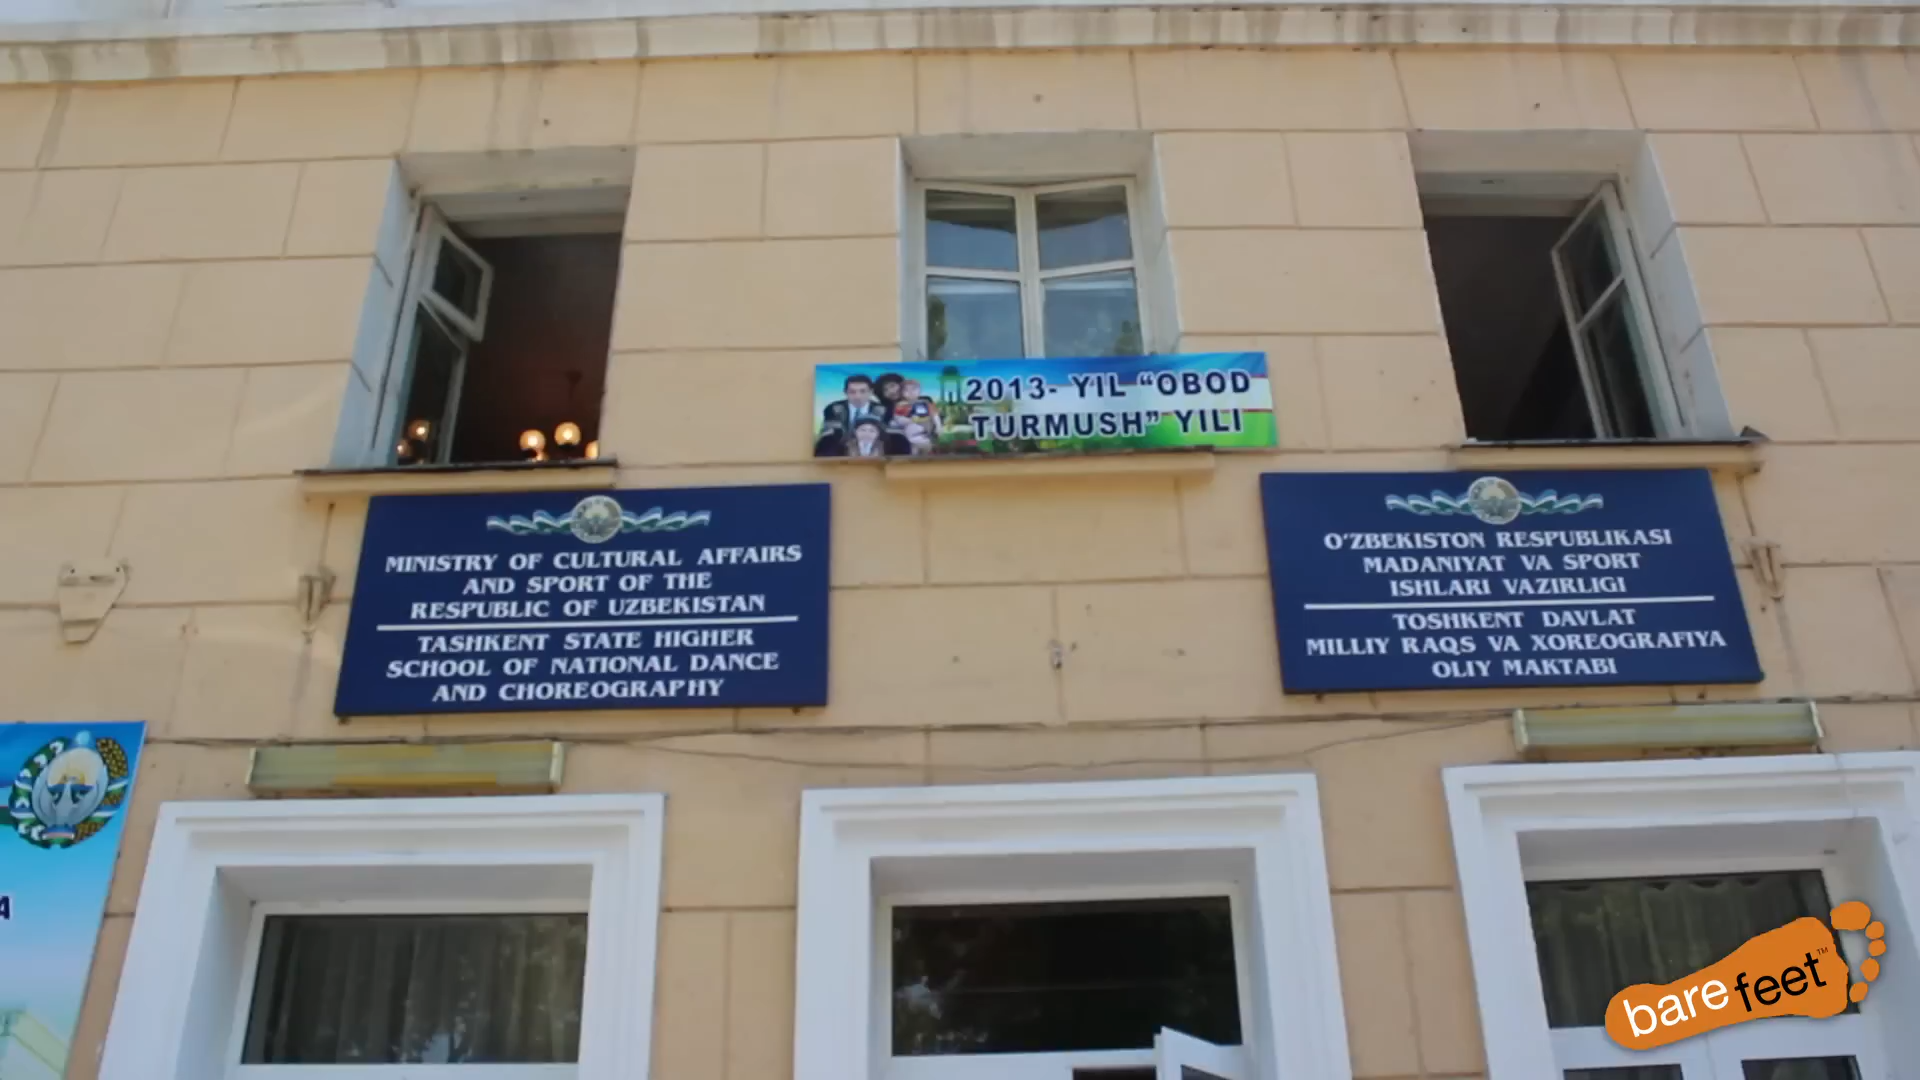 2013- YIL “OBOD
TURMUSH” YILI
MINISTRY OF CULTURAL AFFAIRS
AND SPORT OF THE
RESPUBLIC OF UZBEKISTAN
TASHKENT STATE HIGHER
SCHOOL OF NATIONAL DANCE
AND CHOREOGRAPHY
O‘ZBEKISTON RESPUBLIKASI
MADANIYAT VA SPORT
ISHLARI VAZIRLIGI
TOSHKENT DAVLAT
MILLIY RAQS VA XOREOGRAFIYA
OLIY MAKTABI
A
bare feet™